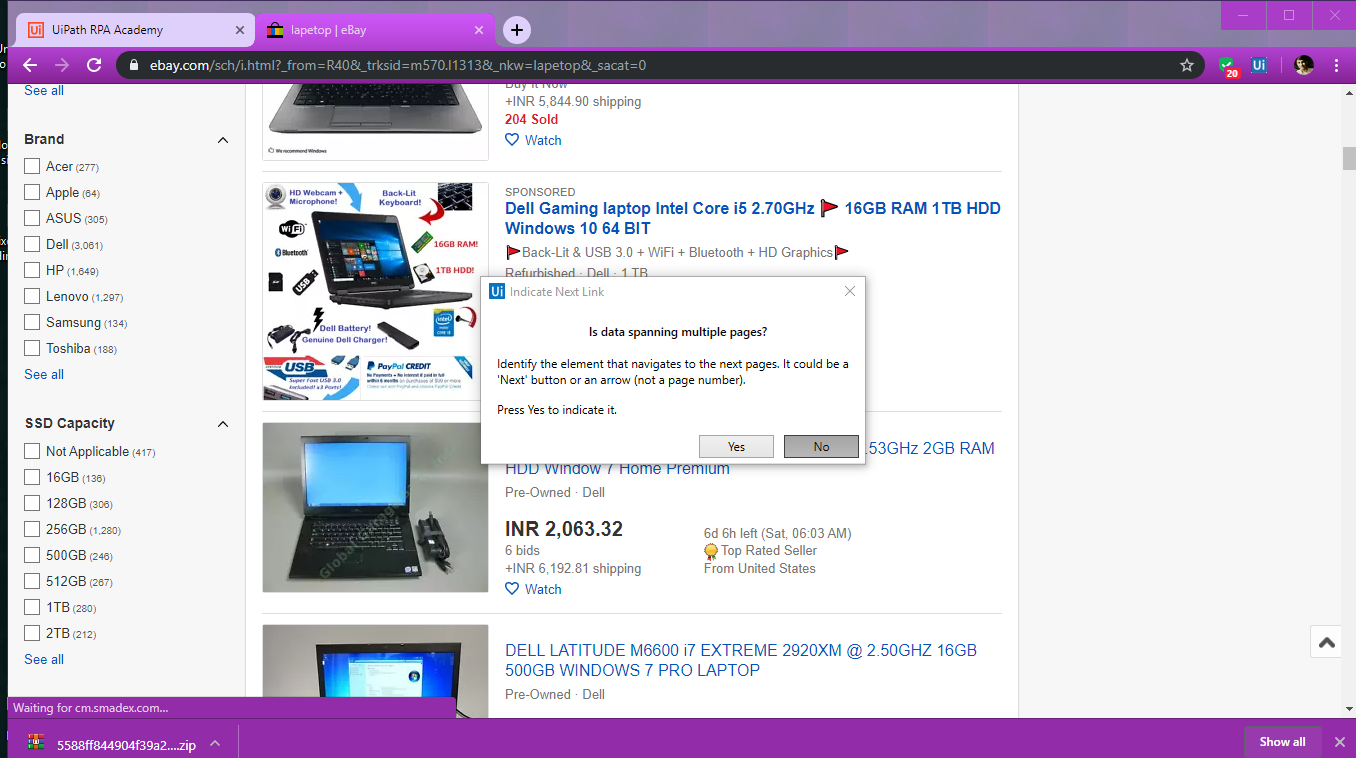 UiPath RPA Academy
lapetop | eBay
ebay.com/sch/i.html?_from=R40&_trksid=m570.l1313&_nkw=lapetop&_sacat=0
20
Ui
See all
Brand
Acer (277)
Apple (64)
ASUS (305)
Dell (3,061)
HP (1,649)
Lenovo (1,297)
Samsung (134)
Toshiba (188)
See all
SSD Capacity
Not Applicable (417)
16GB (136)
128GB (306)
256GB (1,280)
500GB (246)
512GB (267)
1TB (280)
2TB (212)
See all
We recommend Windows
Buy It Now
+INR 5,844.90 shipping
204 Sold
Watch
HD Webcam +
Microphone!
Back-Lit
Keyboard!
WiFi
Bluetooth
16GB RAM!
1TB HDD!
USB
Dell Battery!
Genuine Dell Charger!
USB
Super Fast USB 3.0
Included! x3 Ports!
PayPal CREDIT
SPONSORED
Dell Gaming laptop Intel Core i5 2.70GHz 🚩 16GB RAM 1TB HDD
Windows 10 64 BIT
🚩Back-Lit & USB 3.0 + WiFi + Bluetooth + HD Graphics🚩
Refurbished · Dell · 1 TB
Ui Indicate Next Link
Is data spanning multiple pages?
Identify the element that navigates to the next pages. It could be a
'Next' button or an arrow (not a page number).
Press Yes to indicate it.
Yes
No
.53GHz 2GB RAM
HDD Window 7 Home Premium
Pre-Owned · Dell
INR 2,063.32
6 bids
+INR 6,192.81 shipping
Watch
6d 6h left (Sat, 06:03 AM)
Top Rated Seller
From United States
DELL LATITUDE M6600 i7 EXTREME 2920XM @ 2.50GHZ 16GB
500GB WINDOWS 7 PRO LAPTOP
Pre-Owned · Dell
Waiting for cm.smadex.com...
5588ff844904f39a2....zip
Show all